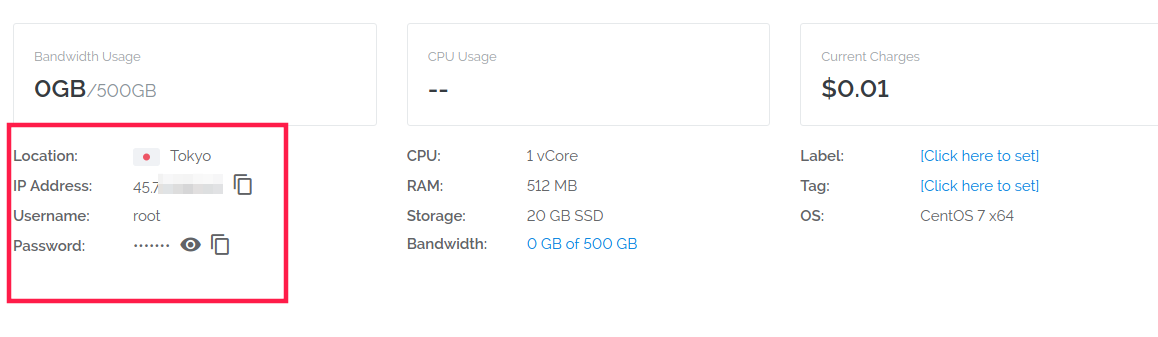 Bandwidth Usage
0GB/500GB
CPU Usage
--
Current Charges
$0.01
Location: Tokyo
IP Address: 45.7
Username: root
Password: •••••••
CPU: 1 vCore
RAM: 512 MB
Storage: 20 GB SSD
Bandwidth: 0 GB of 500 GB
Label: [Click here to set]
Tag: [Click here to set]
OS: CentOS 7 x64